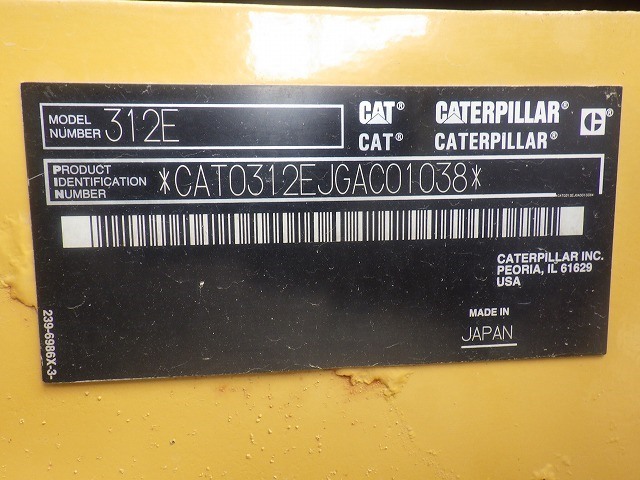 MODEL NUMBER 312E
CAT® CATERPILLAR® C
CAT® CATERPILLAR®
PRODUCT IDENTIFICATION NUMBER *CAT0312EJGAC01038*
CATERPILLAR INC.
PEORIA, IL 61629
USA
MADE IN
JAPAN
239-6986X-3-